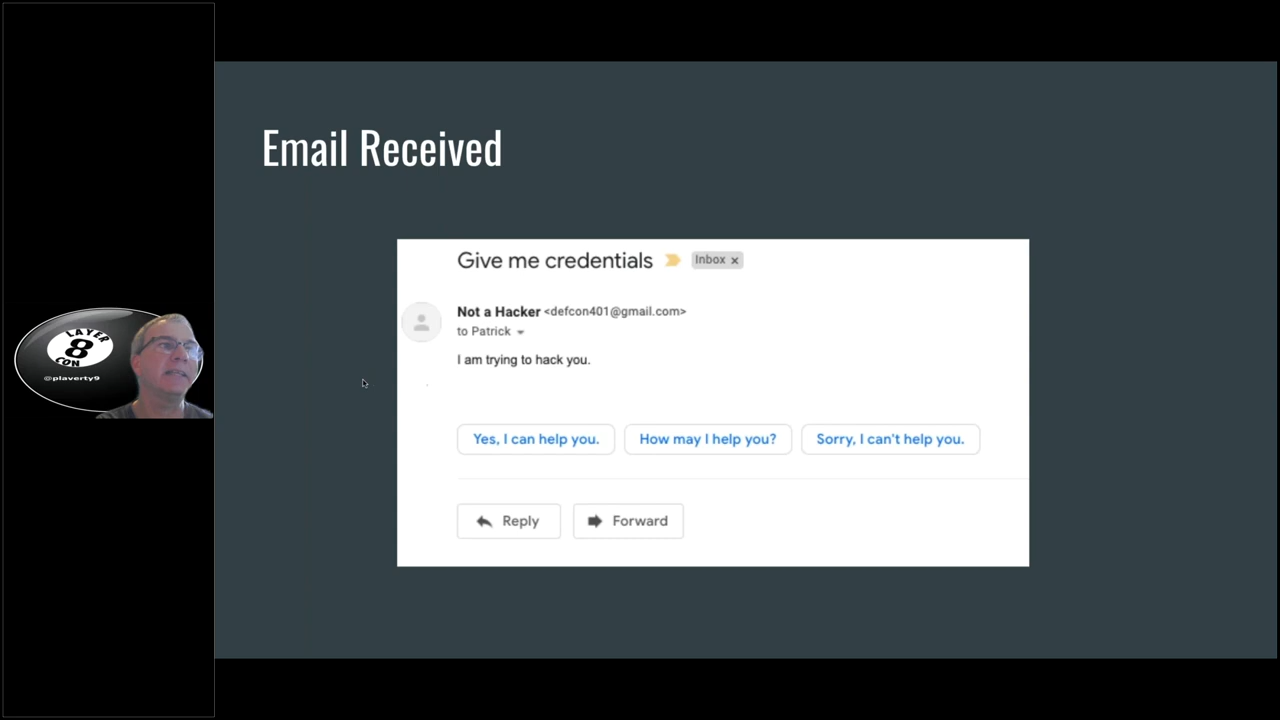 Email Received
Give me credentials
Inbox x
Not a Hacker <defcon401@gmail.com>
to Patrick
I am trying to hack you.
Yes, I can help you.
How may I help you?
Sorry, I can't help you.
Reply
Forward
LAYER
8
CON
@plaverty9